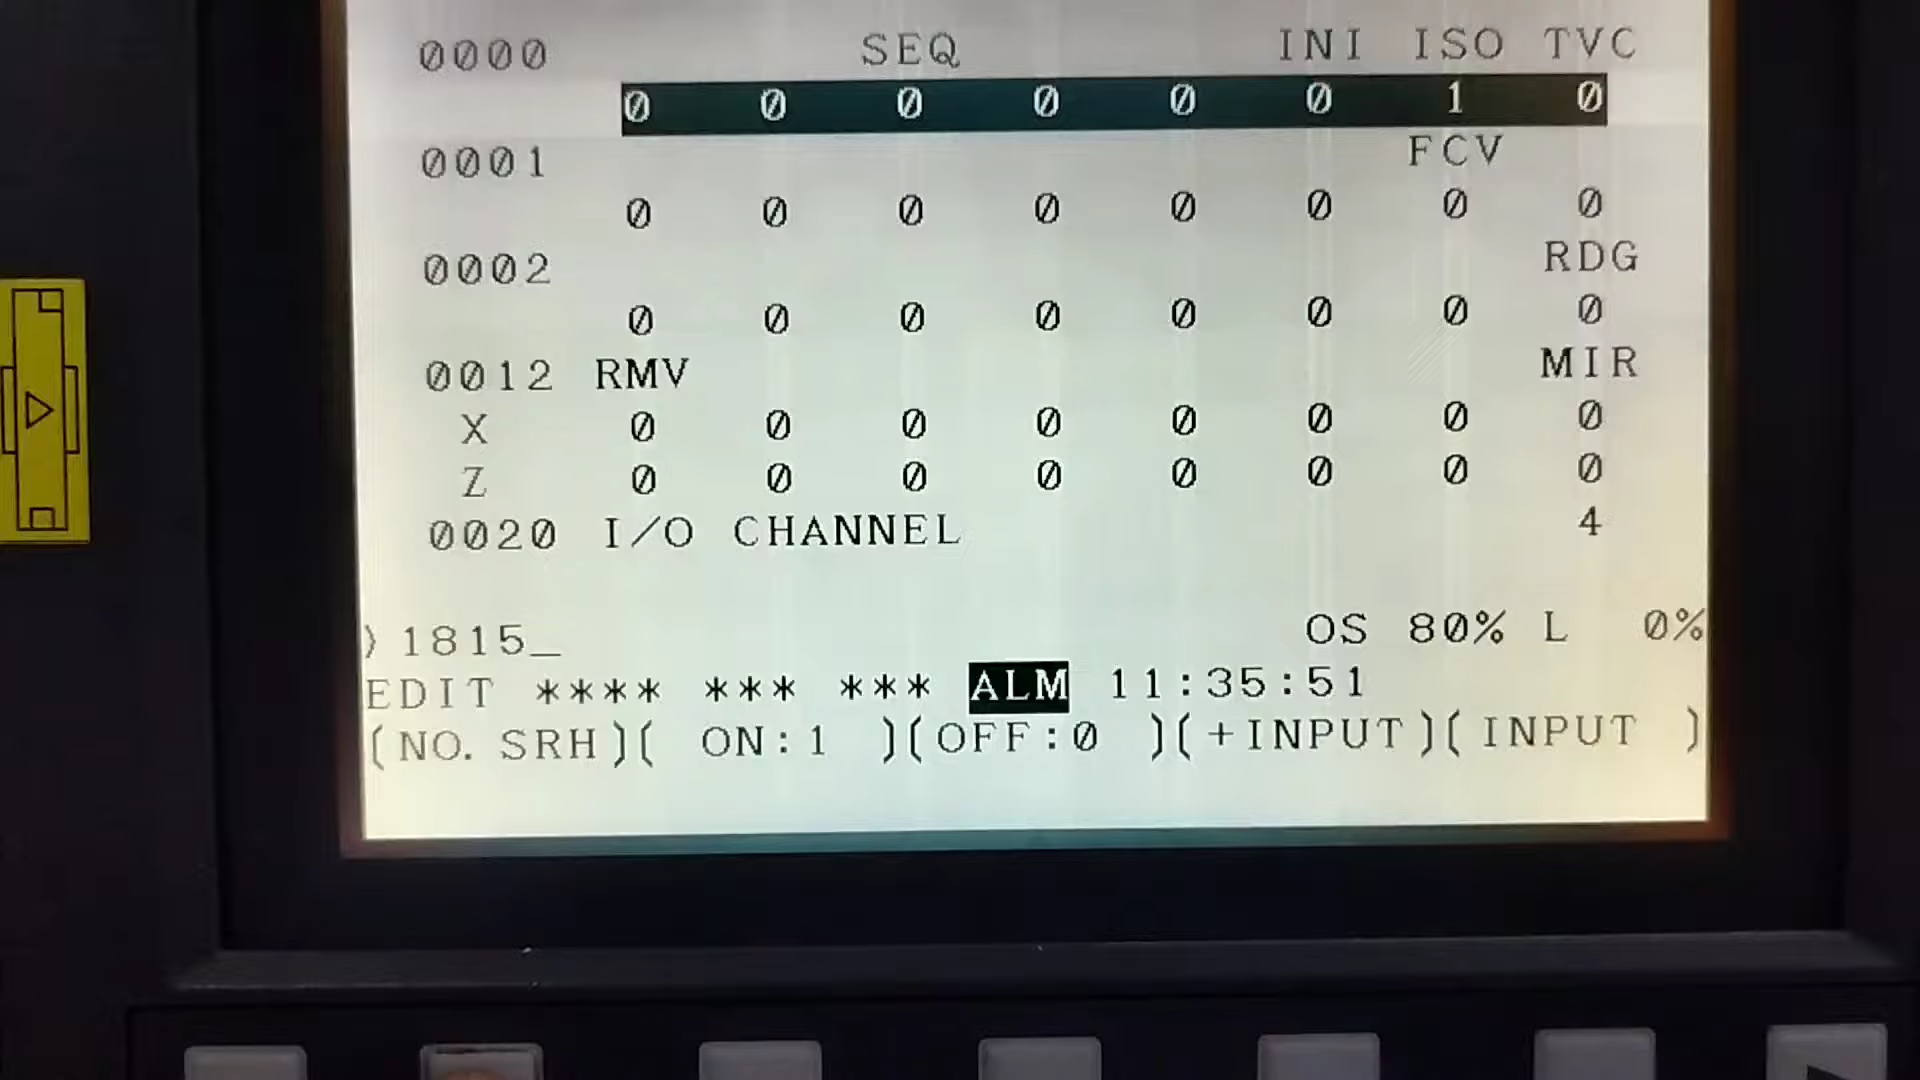 0000 SEQ INI ISO TVC
0 0 0 0 0 0 1 0
0001 FCV
0 0 0 0 0 0 0 0
0002 RDG
0 0 0 0 0 0 0 0
0012 RMV MIR
X 0 0 0 0 0 0 0 0
Z 0 0 0 0 0 0 0 0
0020 I/O CHANNEL 4
)1815_ OS 80% L 0%
EDIT **** *** *** ALM 11:35:51
(NO. SRH)( ON:1 )(OFF:0 )(+INPUT)(INPUT )